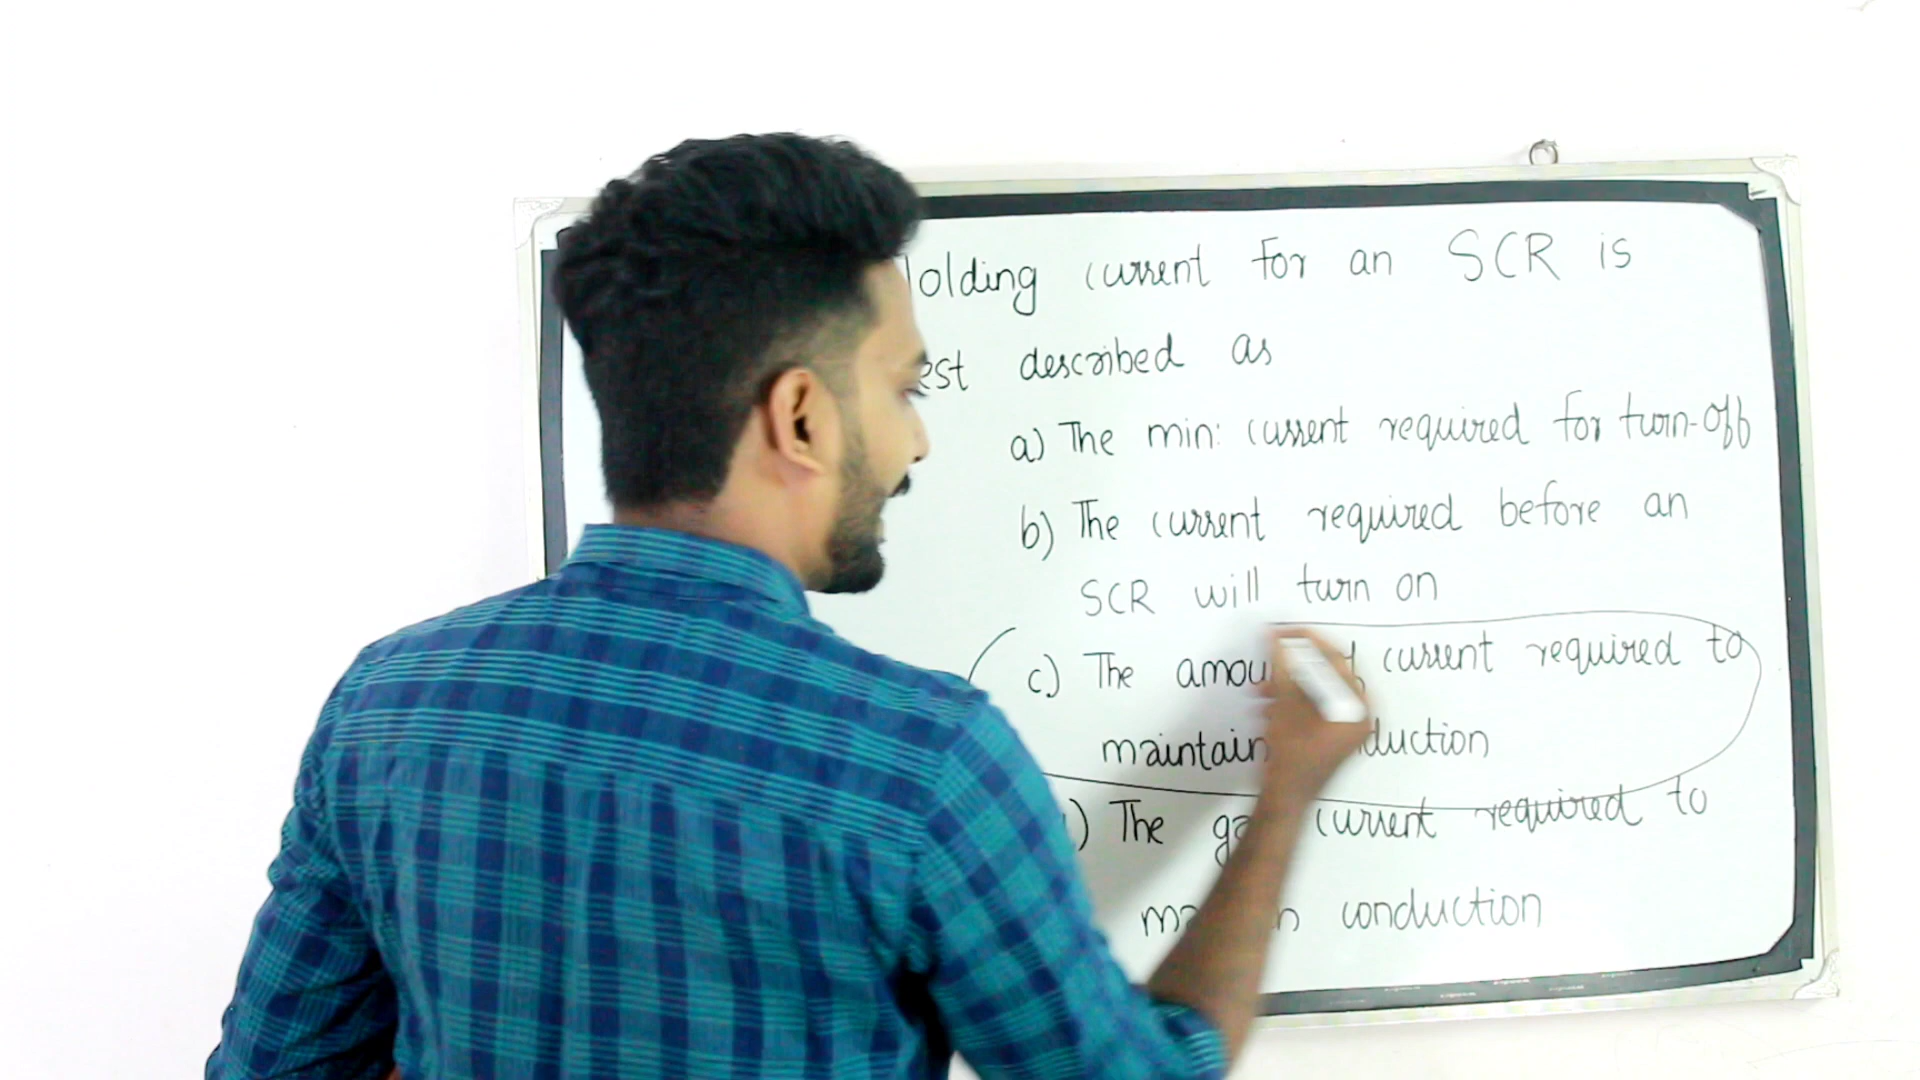 olding current for an SCR is
est described as
a) The min: current required for turn-off
b) The current required before an
SCR will turn on
c) The amou current required to
maintain duction
) The ga current required to
conduction